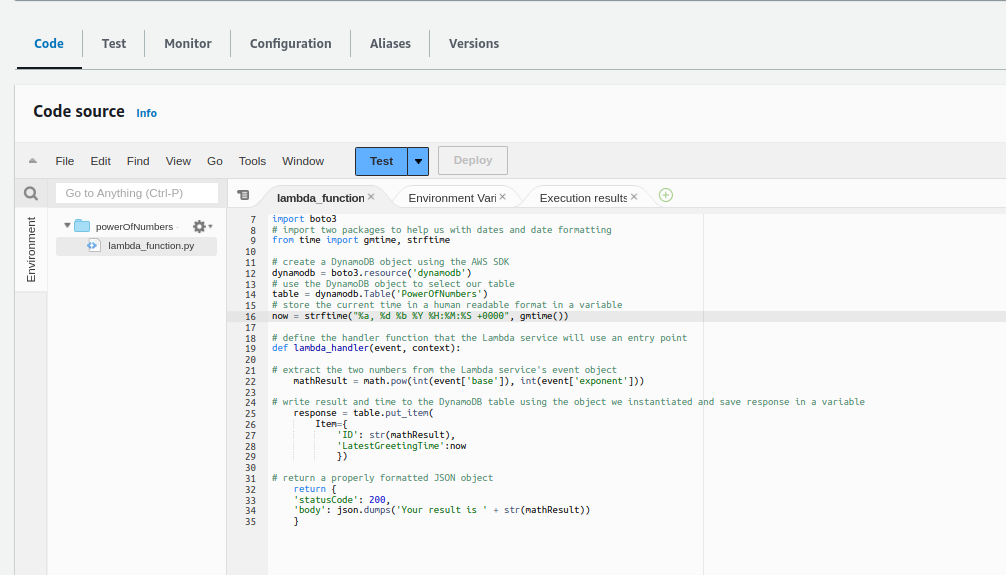 Code Test Monitor Configuration Aliases Versions
Code source Info
File Edit Find View Go Tools Window Test Deploy
Go to Anything (Ctrl-P)
lambda_function Environment Vari Execution results
Environment
powerOfNumbers
lambda_function.py
7 import boto3
8 # import two packages to help us with dates and date formatting
9 from time import gmtime, strftime
10
11 # create a DynamoDB object using the AWS SDK
12 dynamodb = boto3.resource('dynamodb')
13 # use the DynamoDB object to select our table
14 table = dynamodb.Table('PowerOfNumbers')
15 # store the current time in a human readable format in a variable
16 now = strftime("%a, %d %b %Y %H:%M:%S +0000", gmtime())
17
18 # define the handler function that the Lambda service will use an entry point
19 def lambda_handler(event, context):
20
21 # extract the two numbers from the Lambda service's event object
22     mathResult = math.pow(int(event['base']), int(event['exponent']))
23
24 # write result and time to the DynamoDB table using the object we instantiated and save response in a variable
25     response = table.put_item(
26         Item={
27             'ID': str(mathResult),
28             'LatestGreetingTime':now
29             })
30
31 # return a properly formatted JSON object
32     return {
33     'statusCode': 200,
34     'body': json.dumps('Your result is ' + str(mathResult))
35     }